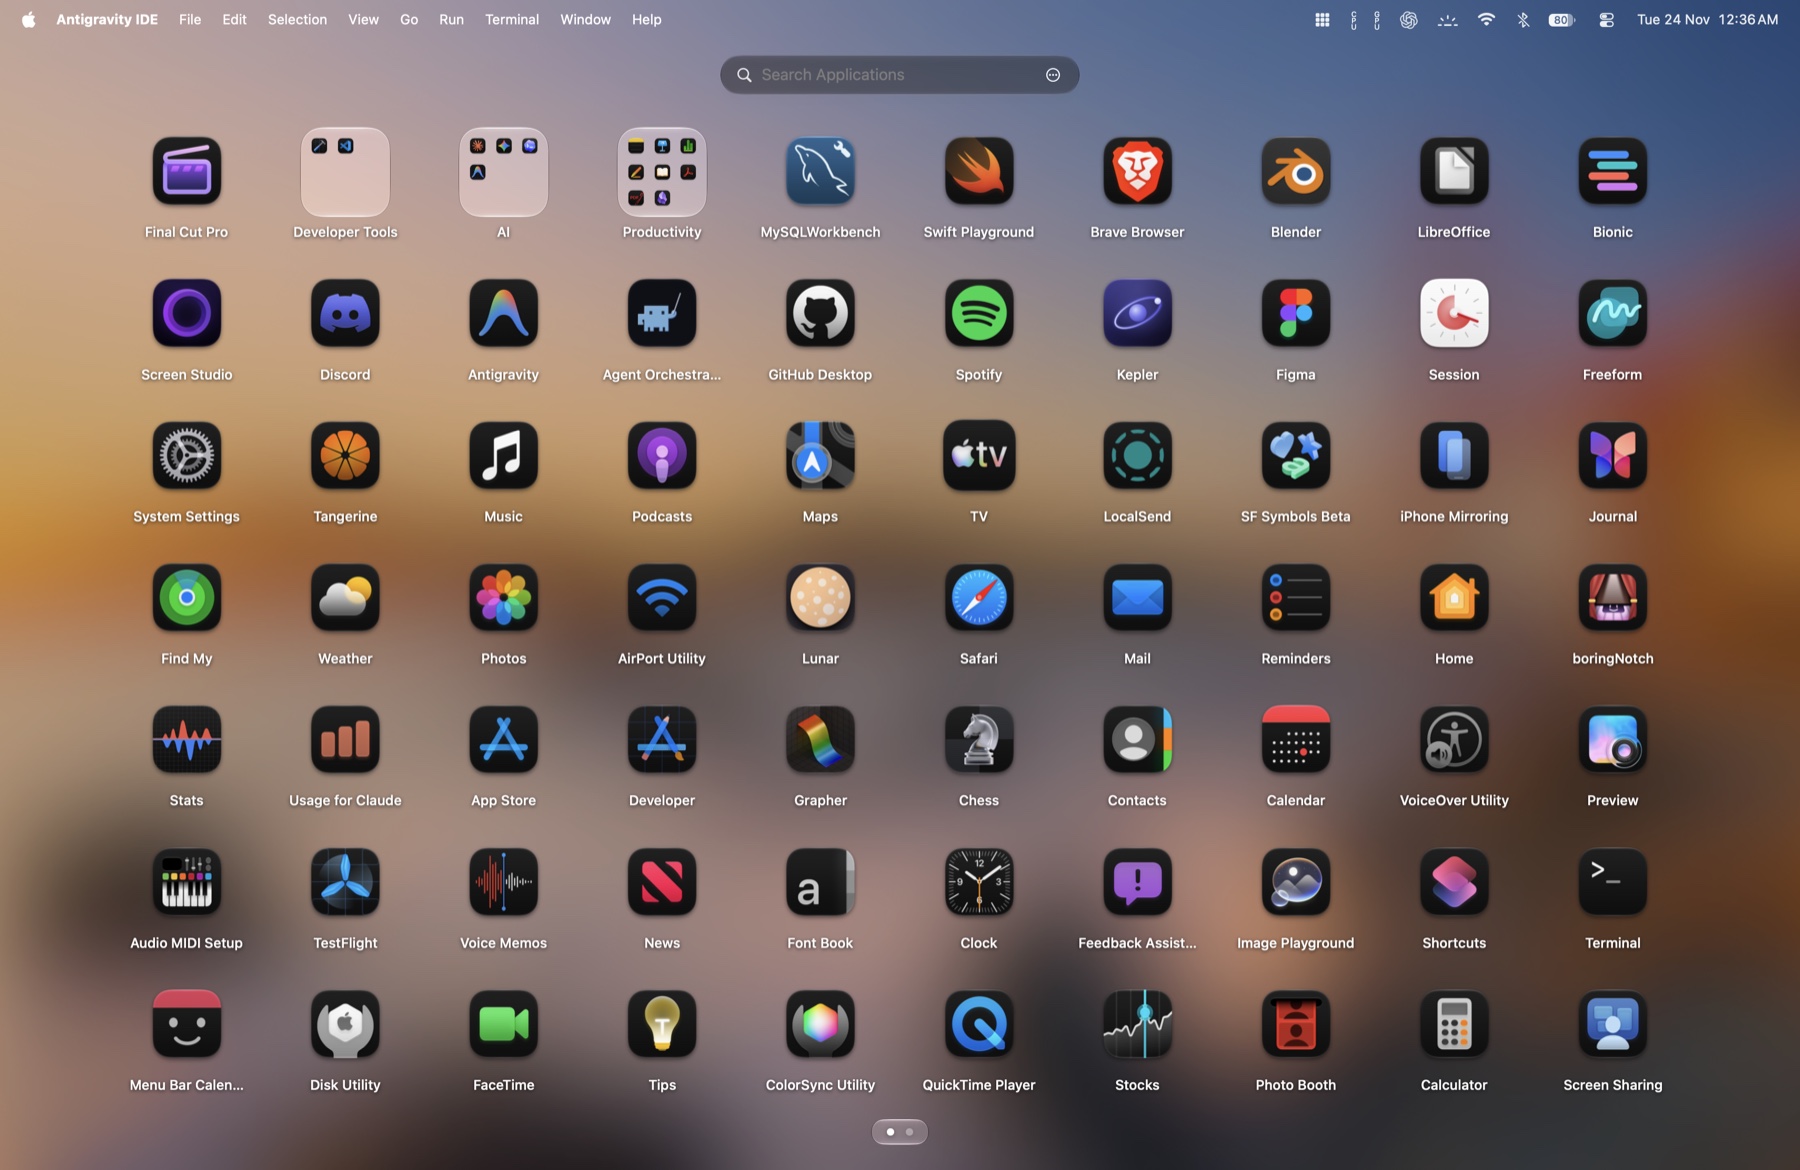 Antigravity IDE File Edit Selection View Go Run Terminal Window Help CPU GPU 80 Tue 24 Nov 12:36 AM
Search Applications
Final Cut Pro Developer Tools AI Productivity MySQLWorkbench Swift Playground Brave Browser Blender LibreOffice Bionic
Screen Studio Discord Antigravity Agent Orchestra... GitHub Desktop Spotify Kepler Figma Session Freeform
tv
System Settings Tangerine Music Podcasts Maps TV LocalSend SF Symbols Beta iPhone Mirroring Journal
Find My Weather Photos AirPort Utility Lunar Safari Mail Reminders Home boringNotch
Stats Usage for Claude App Store Developer Grapher Chess Contacts Calendar VoiceOver Utility Preview
a 12 9 3 6 ! >_
Audio MIDI Setup TestFlight Voice Memos News Font Book Clock Feedback Assist... Image Playground Shortcuts Terminal
Menu Bar Calen... Disk Utility FaceTime Tips ColorSync Utility QuickTime Player Stocks Photo Booth Calculator Screen Sharing